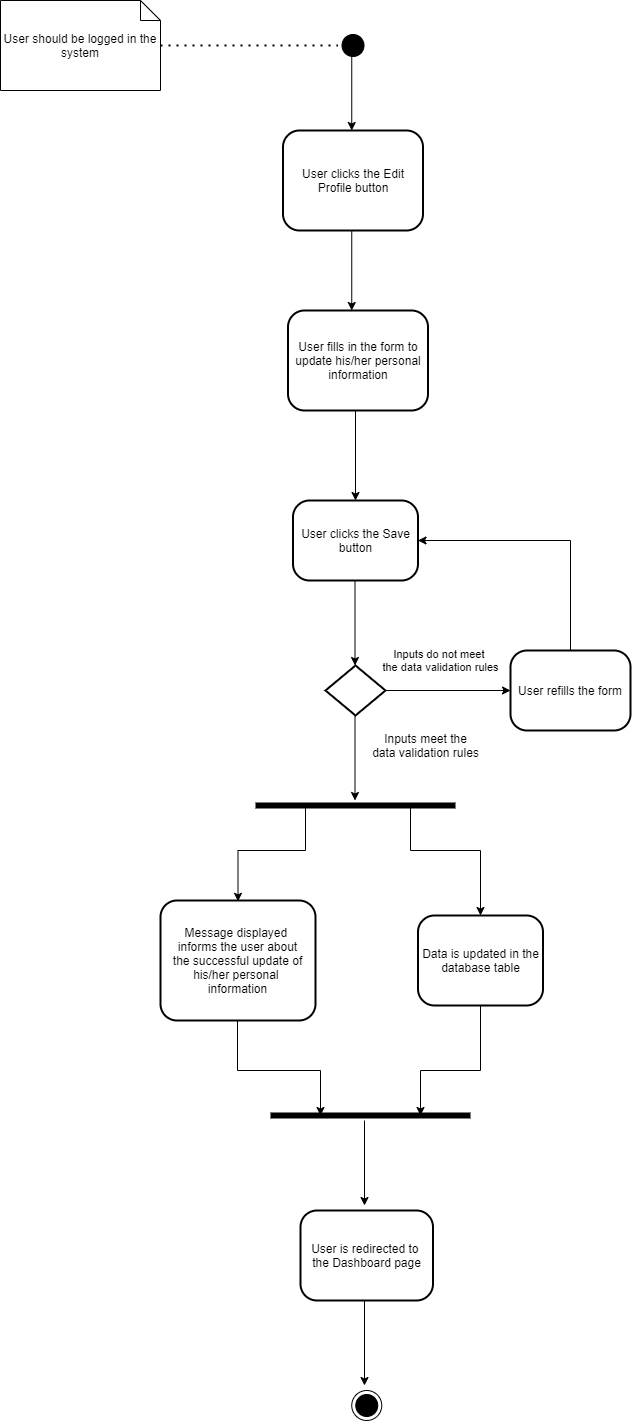 User should be logged in the
system
User clicks the Edit
Profile button
User fills in the form to
update his/her personal
information
User clicks the Save
button
Inputs do not meet
the data validation rules
User refills the form
Inputs meet the
data validation rules
Message displayed
informs the user about
the successful update of
his/her personal
information
Data is updated in the
database table
User is redirected to
the Dashboard page